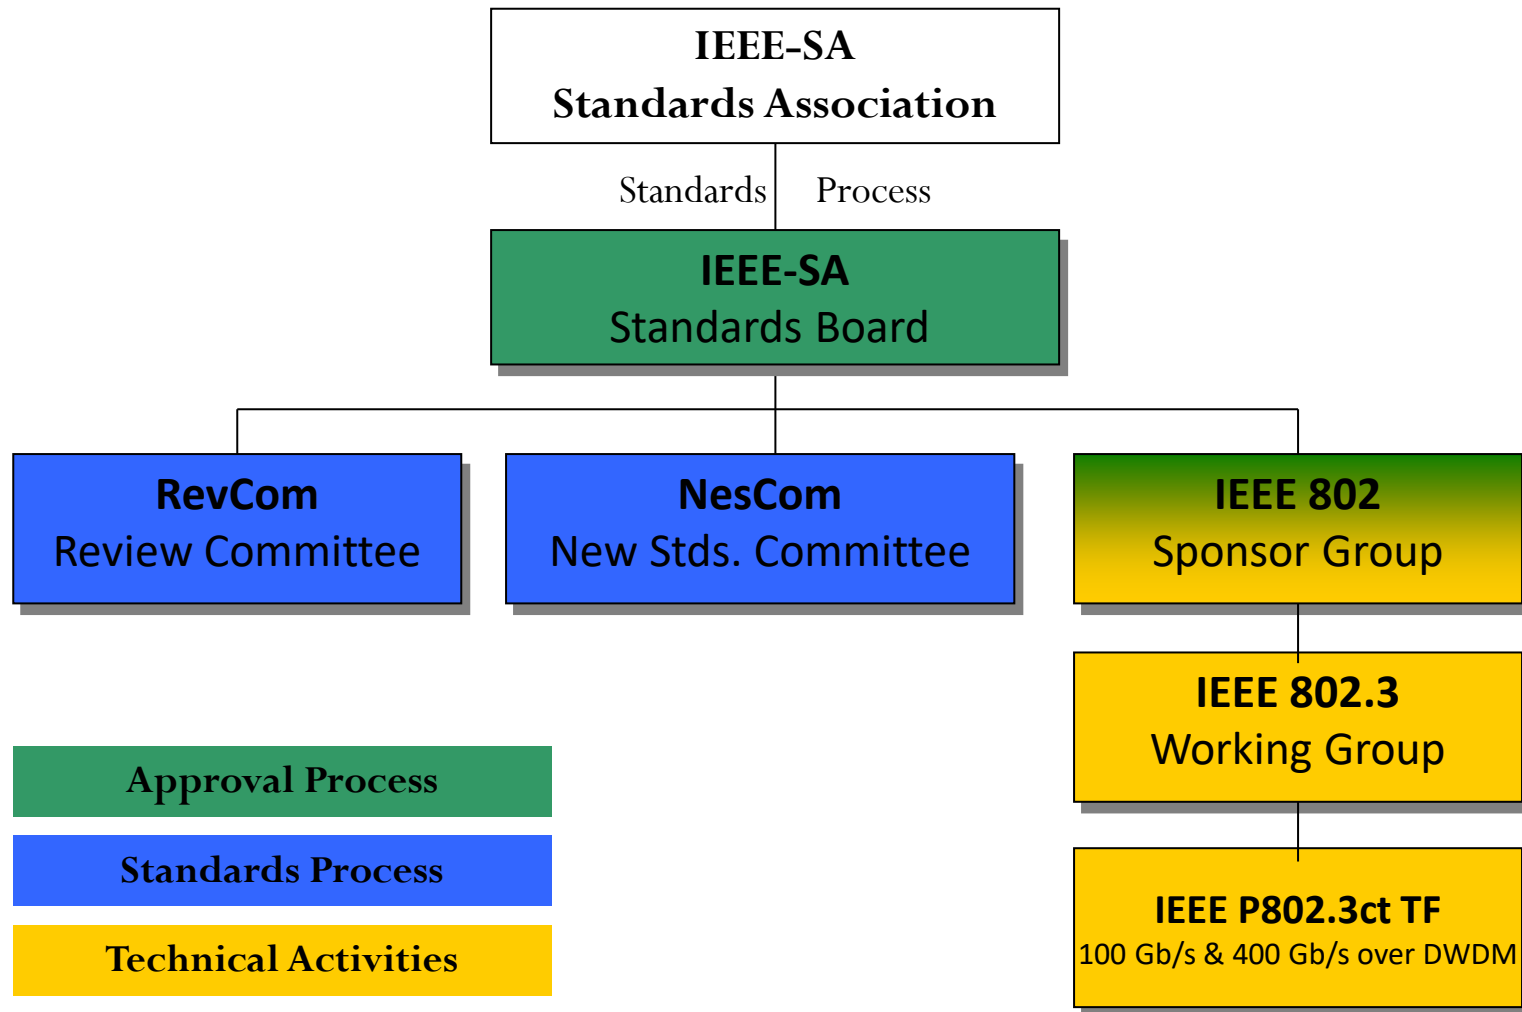 IEEE-SA
Standards Association
Standards Process
IEEE-SA
Standards Board
RevCom
Review Committee
NesCom
New Stds. Committee
IEEE 802
Sponsor Group
IEEE 802.3
Working Group
IEEE P802.3ct TF
100 Gb/s & 400 Gb/s over DWDM
Approval Process
Standards Process
Technical Activities